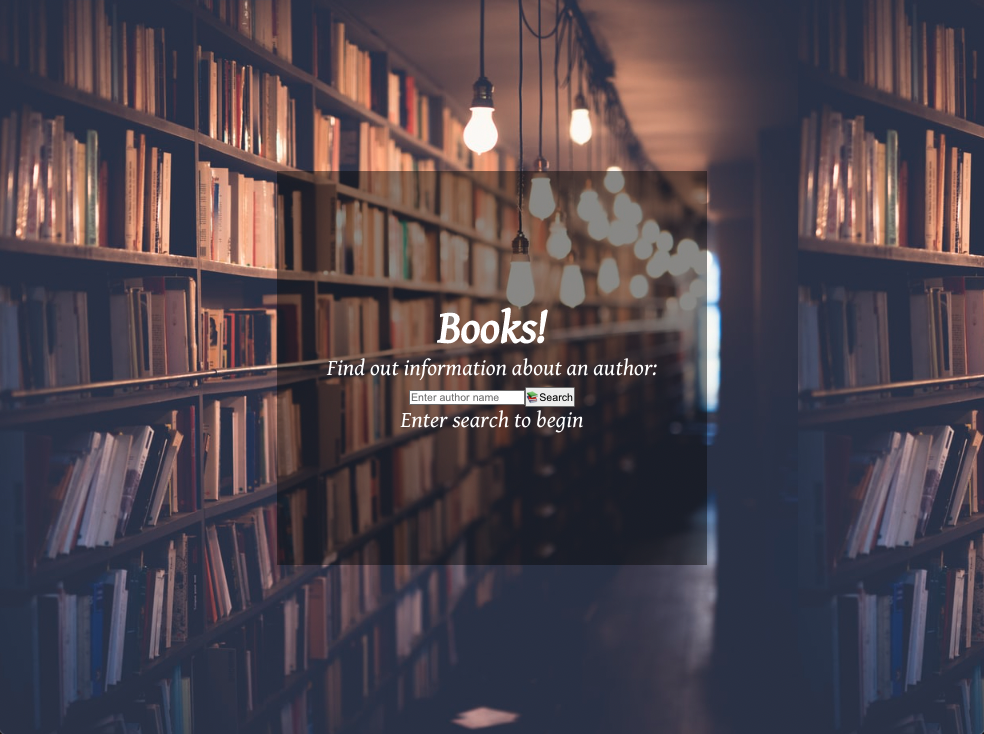 Books!
Find out information about an author:
Enter author name 📚Search
Enter search to begin